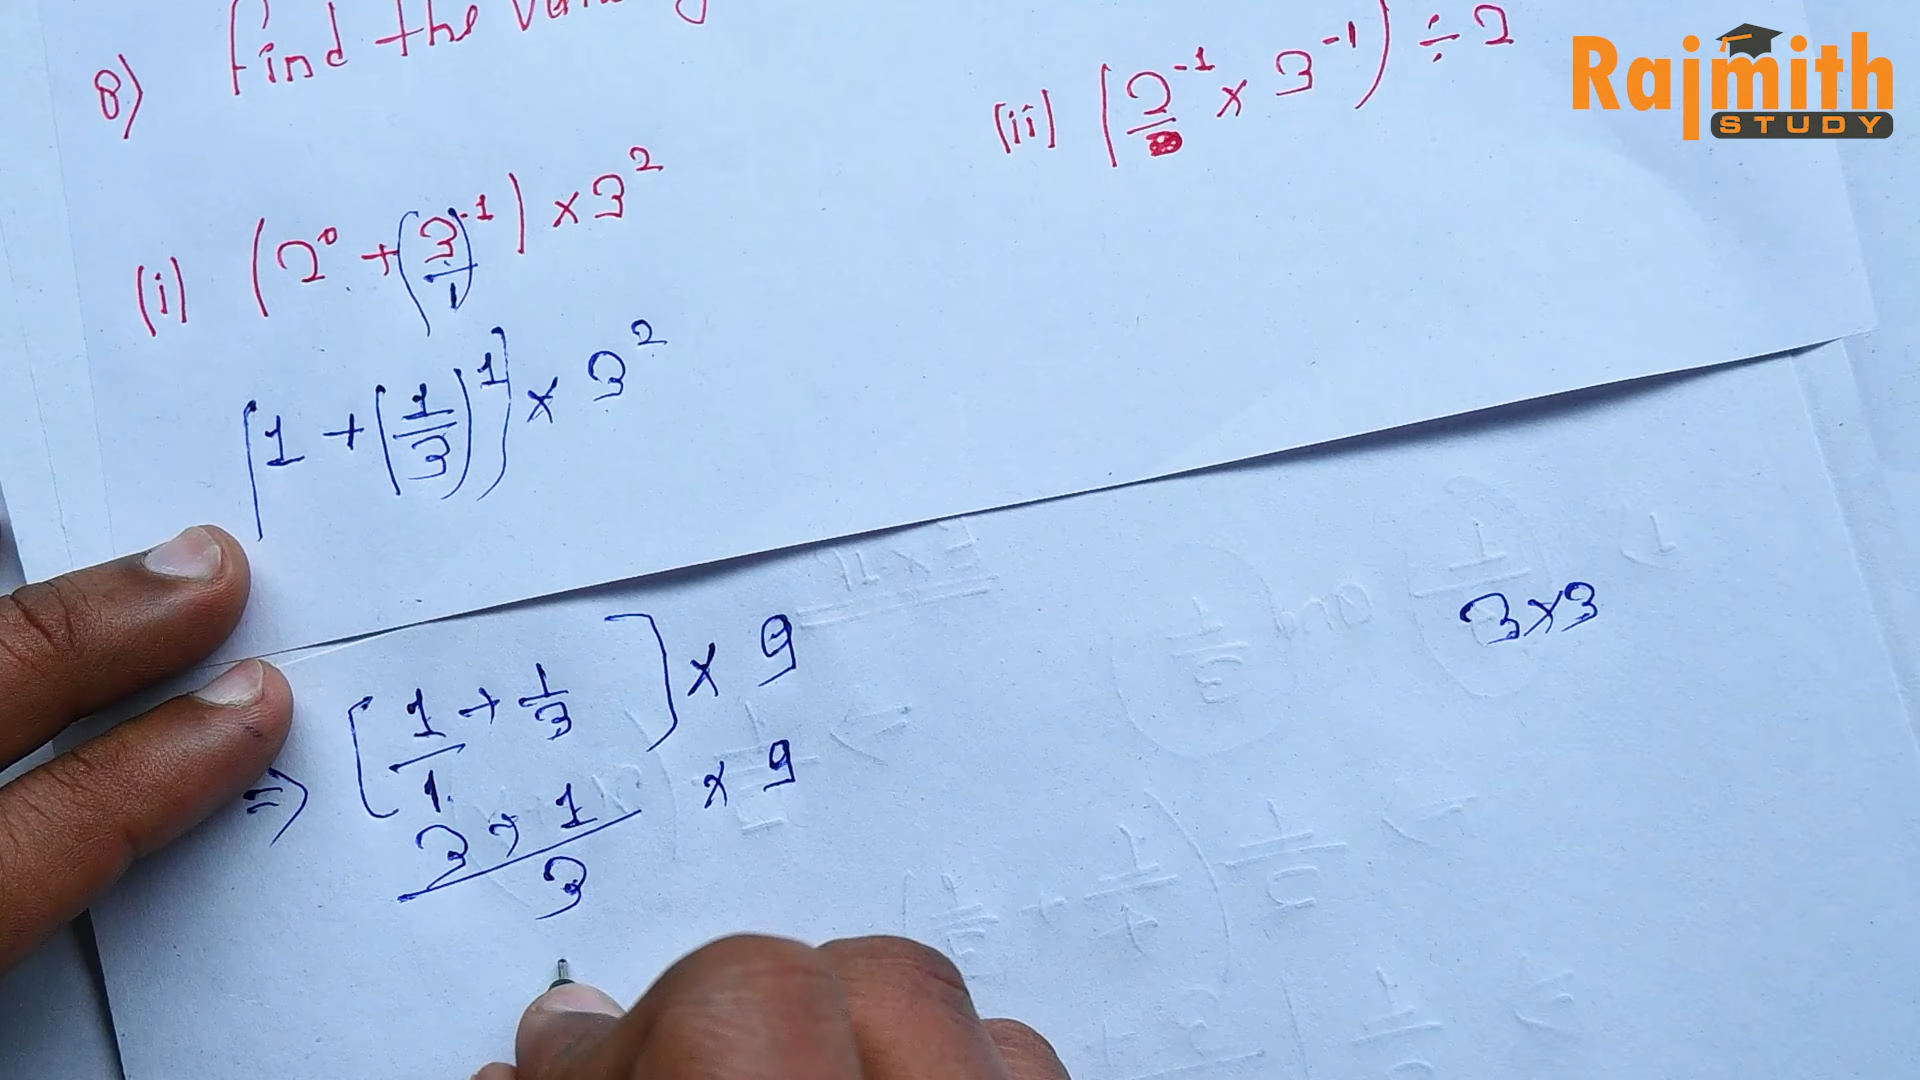 8) Find the
(i) (2⁰ + (3/1)⁻¹) × 3²
[1 + (1/3)¹] × 3²
⇒ [1/1 + 1/3] × 9
3 + 1/3 × 9
(ii) (2⁻¹ × 3⁻¹) ÷ 2
3×3
Rajmith
STUDY